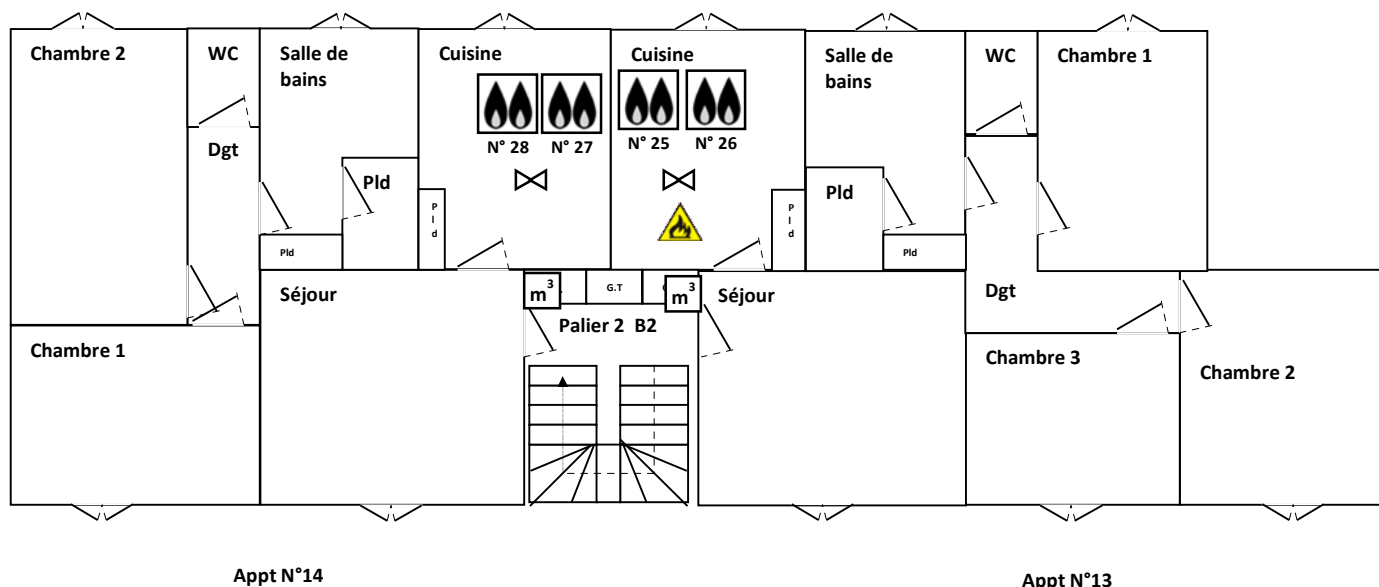 Chambre 2
WC
Salle de
bains
Cuisine
Cuisine
Salle de
bains
WC
Chambre 1
N° 28
N° 27
N° 25
N° 26
Dgt
Pld
Pld
Pld
Pld
Pld
Pld
Séjour
m³
G.T
m³
Séjour
Dgt
Palier 2 B2
Chambre 1
Chambre 3
Chambre 2
Appt N°14
Appt N°13